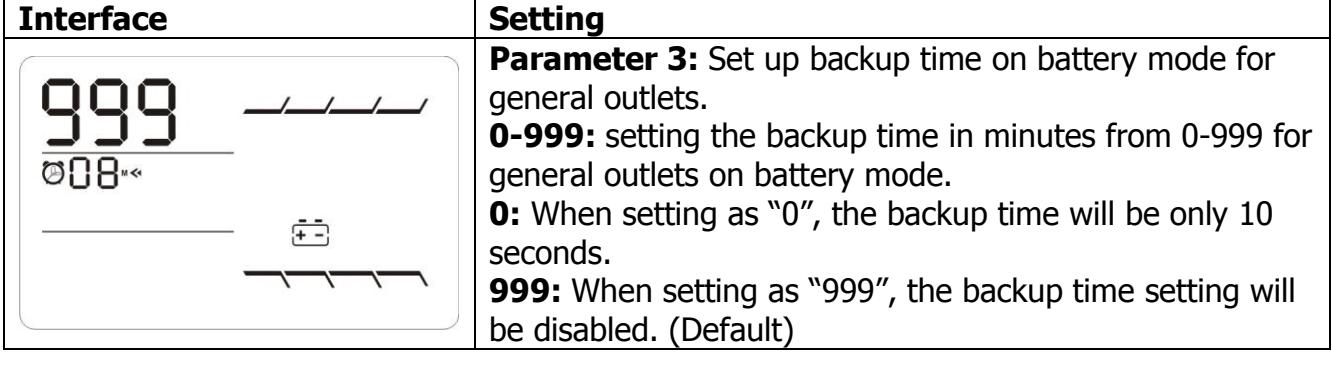 Interface
Setting
999
08 M
+ -
Parameter 3: Set up backup time on battery mode for
general outlets.
0-999: setting the backup time in minutes from 0-999 for
general outlets on battery mode.
0: When setting as “0”, the backup time will be only 10
seconds.
999: When setting as “999”, the backup time setting will
be disabled. (Default)